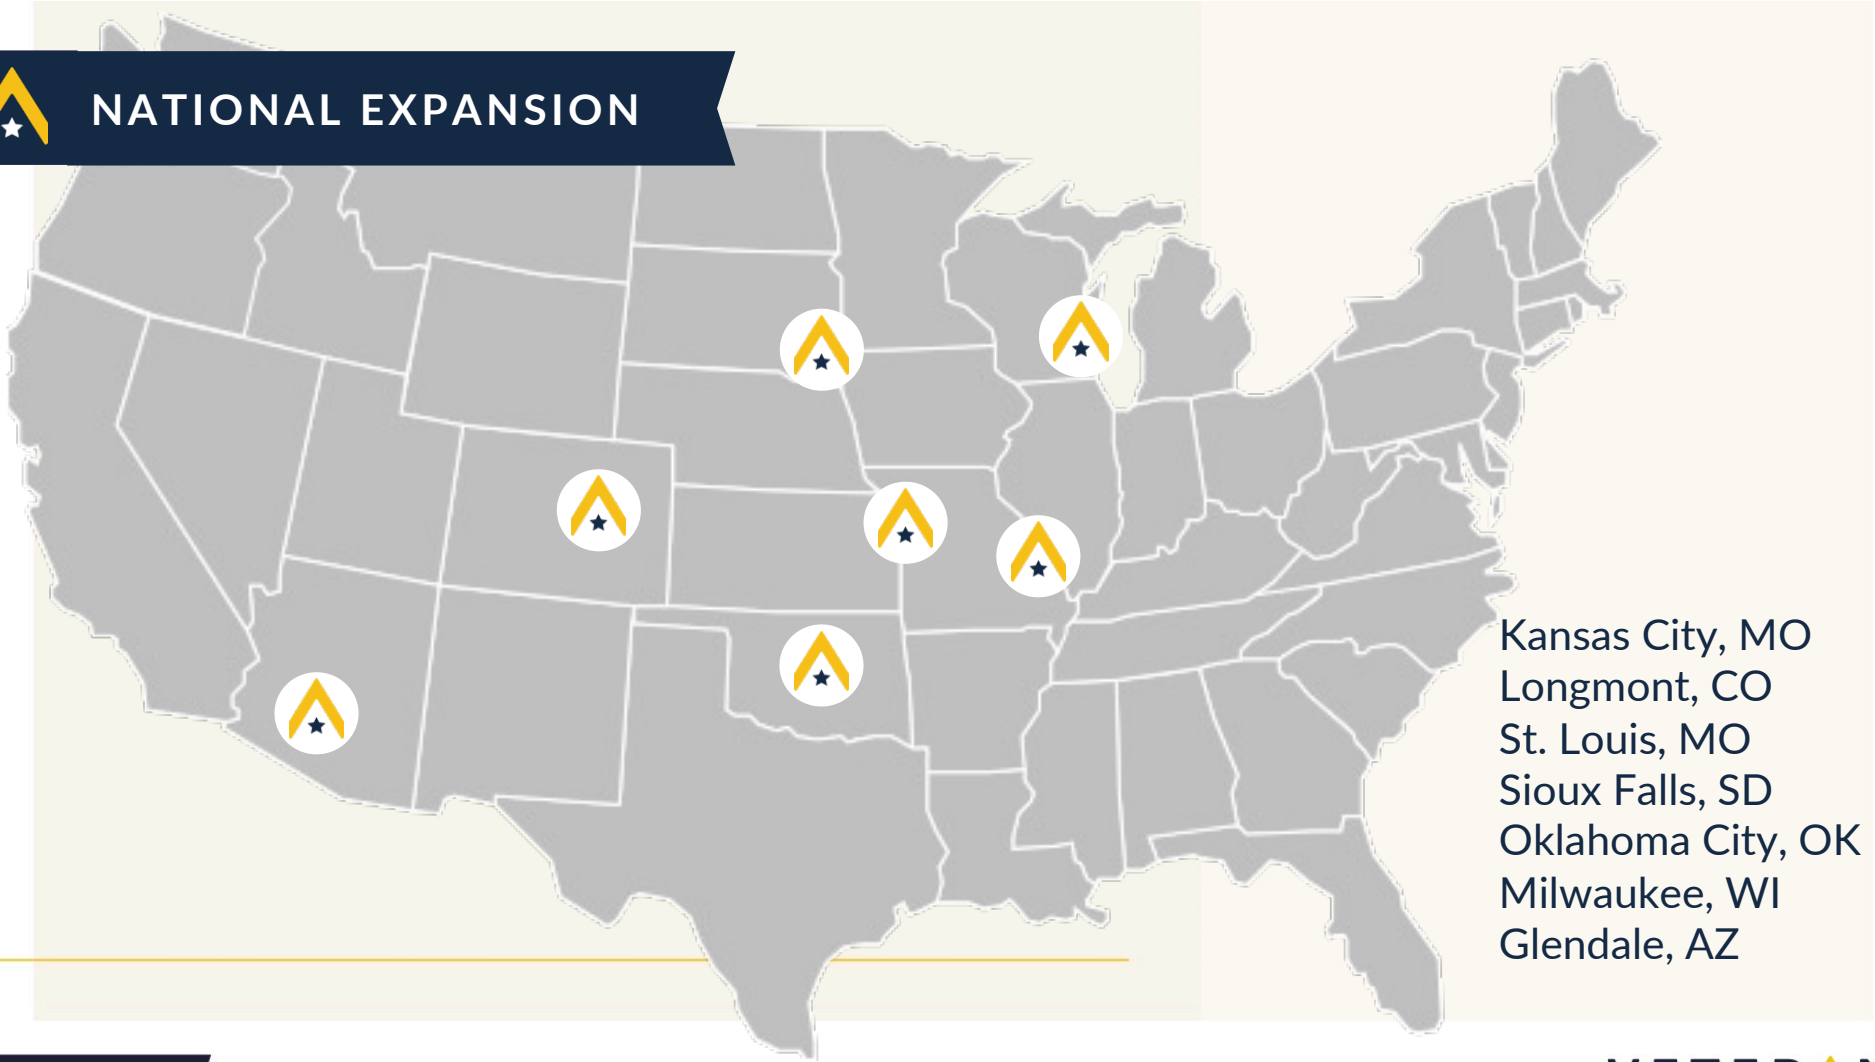 NATIONAL EXPANSION
Kansas City, MO
Longmont, CO
St. Louis, MO
Sioux Falls, SD
Oklahoma City, OK
Milwaukee, WI
Glendale, AZ